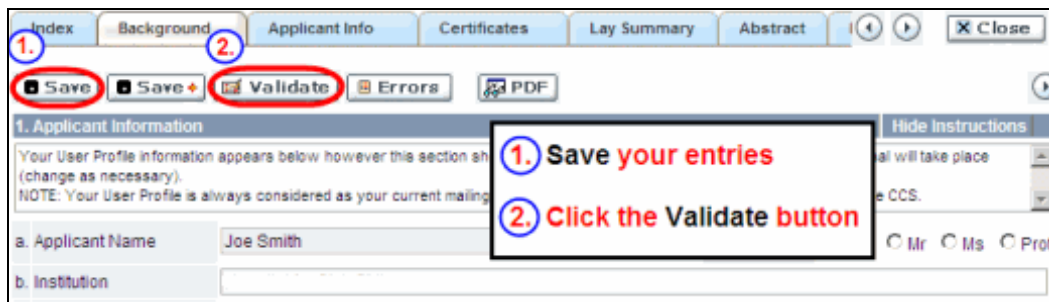 Index Background Applicant Info Certificates Lay Summary Abstract Close
1. 2.
Save Save Validate Errors PDF
1. Applicant Information Hide Instructions
Your User Profile information appears below however this section sh al will take place
(change as necessary).
NOTE: Your User Profile is always considered as your current mailing e CCS.
1. Save your entries
2. Click the Validate button
a. Applicant Name Joe Smith Mr Ms Prof
b. Institution